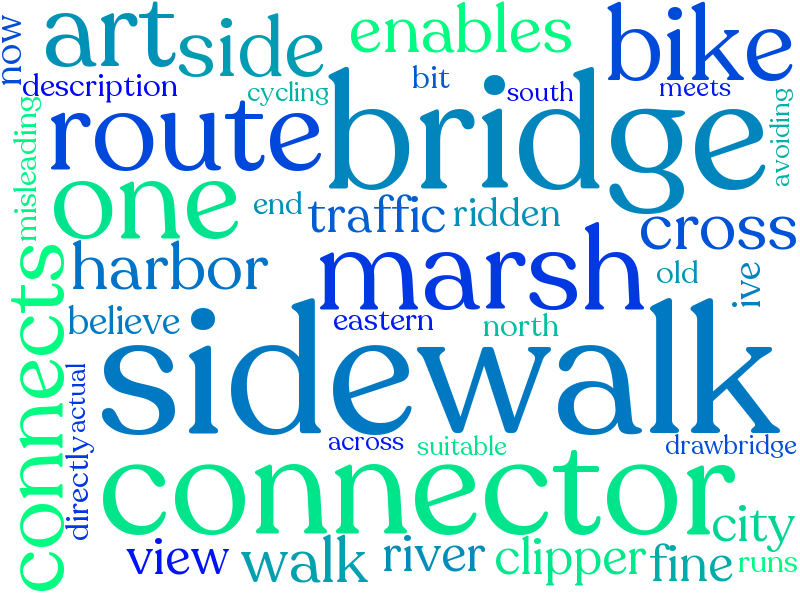 now
art
side
enables
bike
description
cycling
bit
south
meets
route
bridge
avoiding
misleading
one
end
traffic
ridden
cross
harbor
marsh
old
ive
connects
believe
eastern
north
sidewalk
directly
actual
across
suitable
drawbridge
connector
city
view
walk
river
clipper
fine
runs